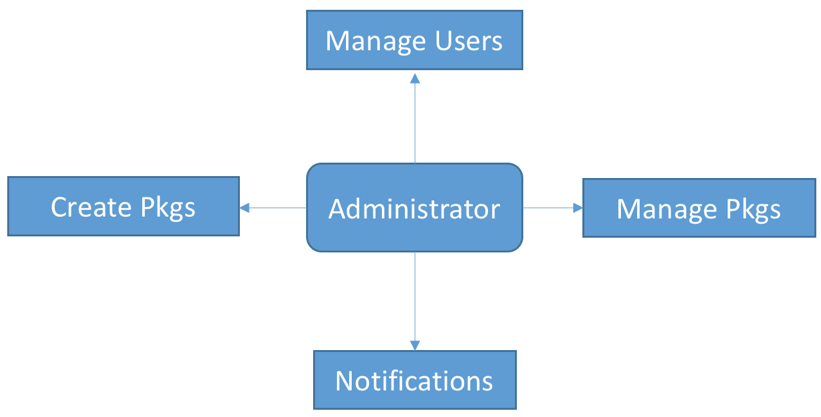 Manage Users
Create Pkgs
Administrator
Manage Pkgs
Notifications